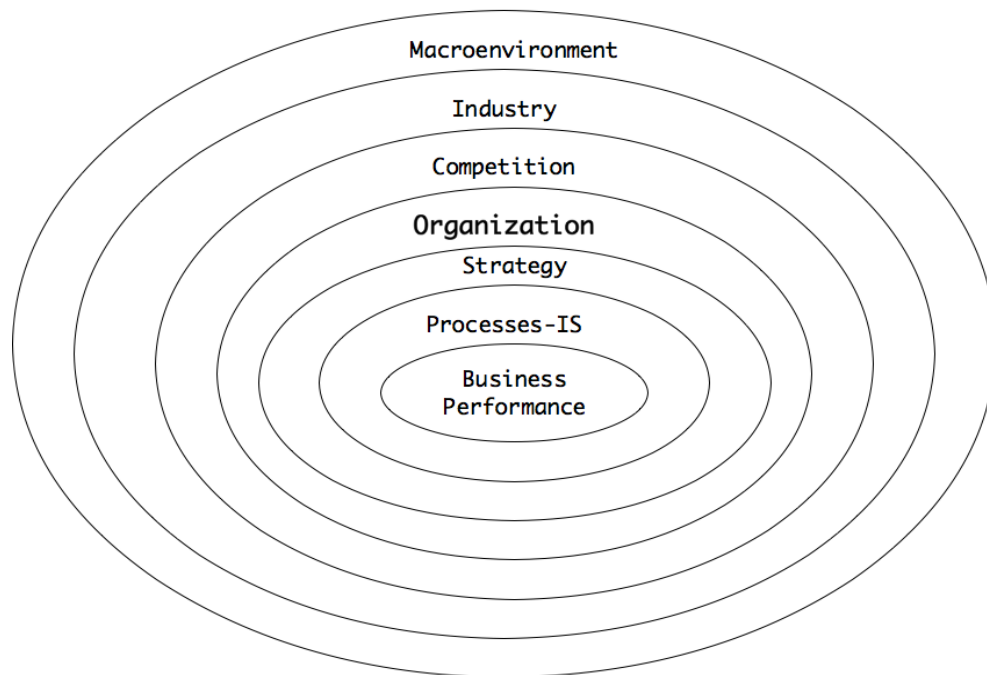 Macroenvironment
Industry
Competition
Organization
Strategy
Processes-IS
Business
Performance